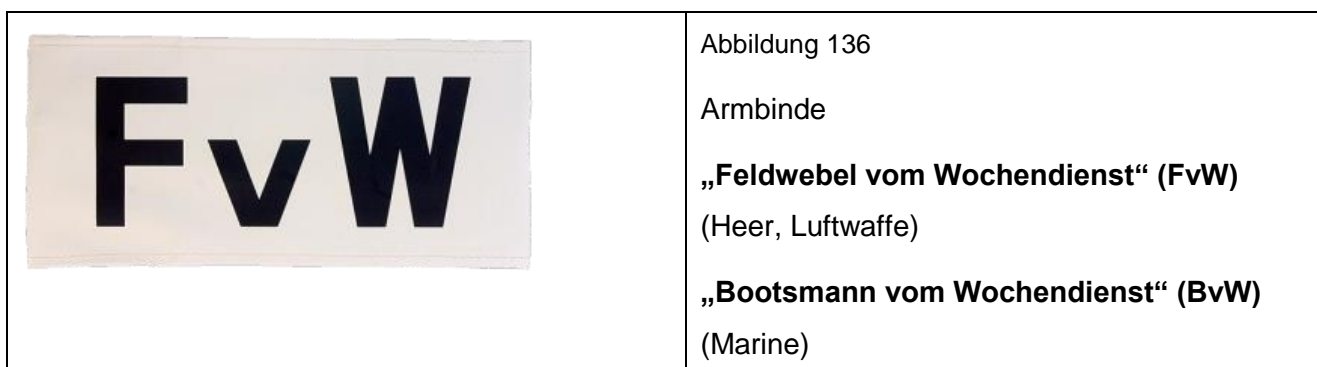 FvW
Abbildung 136
Armbinde
„Feldwebel vom Wochendienst“ (FvW)
(Heer, Luftwaffe)
„Bootsmann vom Wochendienst“ (BvW)
(Marine)